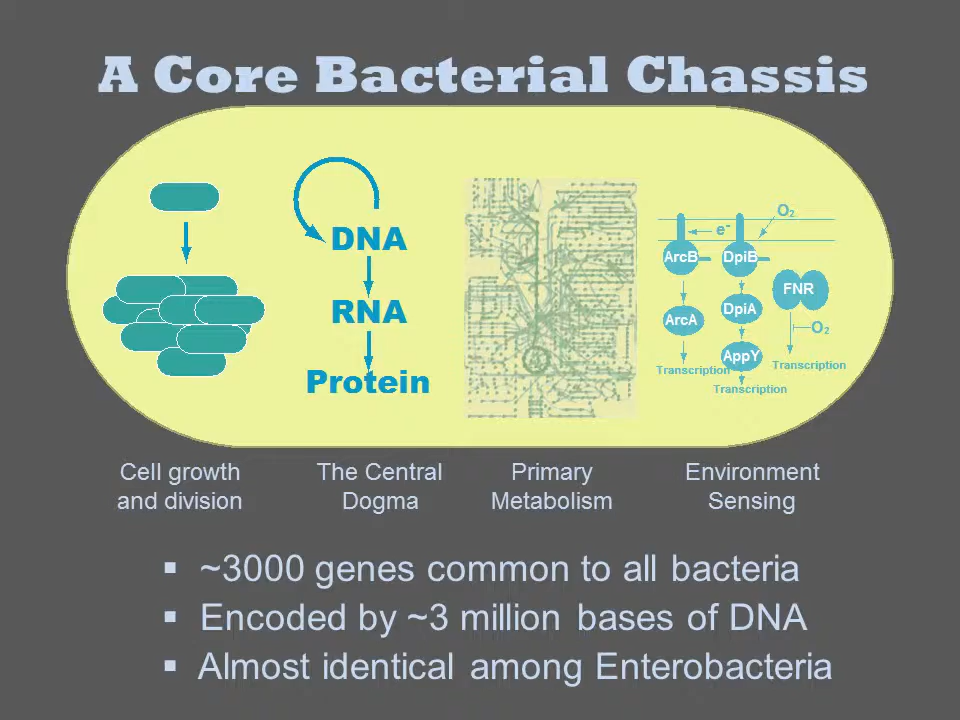 A Core Bacterial Chassis
DNA
RNA
Protein
O₂
e⁻
ArcB
DpiB
FNR
ArcA
DpiA
O₂
AppY
Transcription
Transcription
Transcription
Cell growth
and division
The Central
Dogma
Primary
Metabolism
Environment
Sensing
▪ ~3000 genes common to all bacteria
▪ Encoded by ~3 million bases of DNA
▪ Almost identical among Enterobacteria